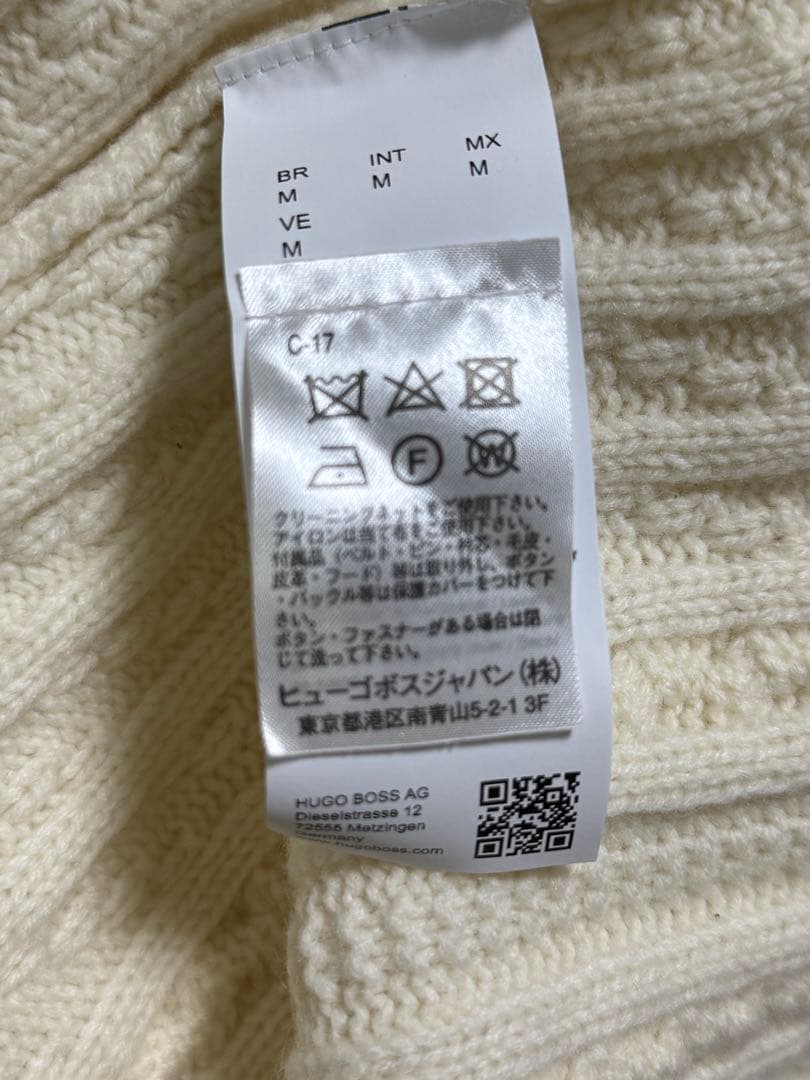 BR INT MX
M M M
VE
M
C-17
F
W
クリーニングネットをご使用下さい。
アイロンは当て布をご使用下さい。
付属品（ベルト・ピン・衿芯・毛皮・
皮革・フード）等は取り外し、ボタン
・バックル等は保護カバーをつけて下
さい。
ボタン・ファスナーがある場合は閉
じて洗って下さい。
ヒューゴボスジャパン（株）
東京都港区南青山5-2-1 3F
HUGO BOSS AG
Dieselstrasse 12
72555 Metzingen
Germany
www.hugoboss.com